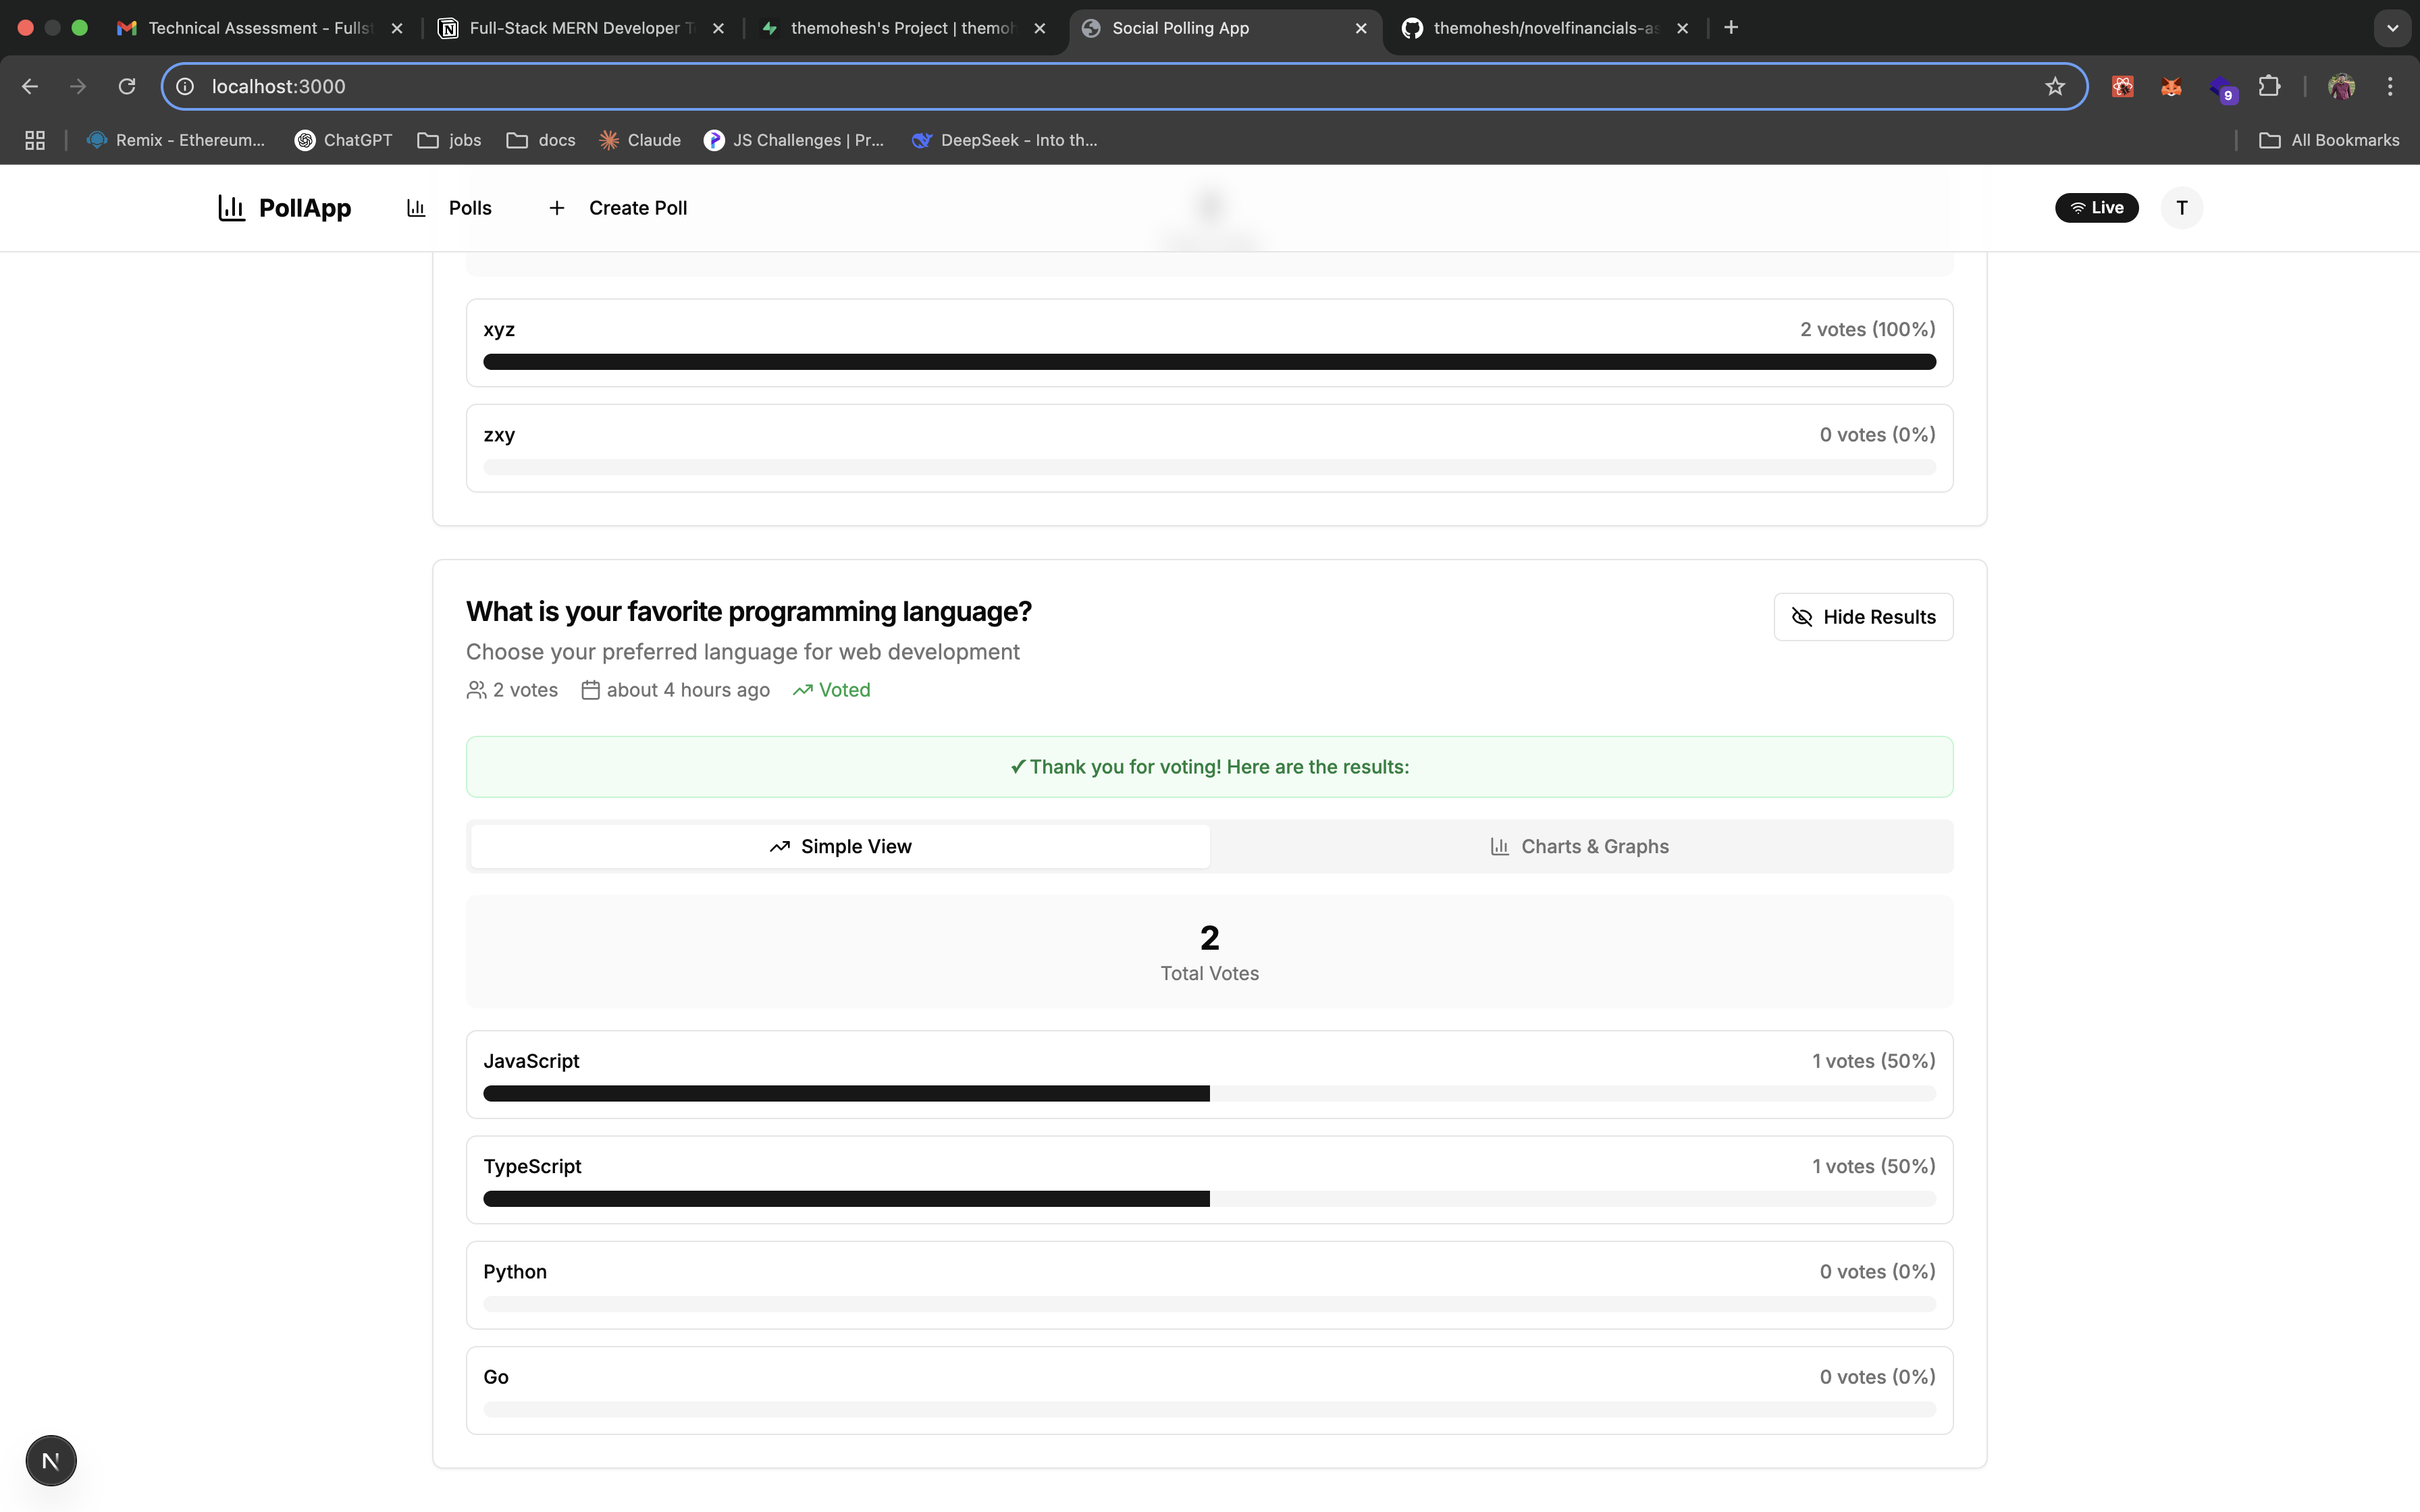 Technical Assessment - Fulls
Full-Stack MERN Developer T
themohesh's Project | themoh
Social Polling App
themohesh/novelfinancials-as
localhost:3000
9
Remix - Ethereum...
ChatGPT
jobs
docs
Claude
JS Challenges | Pr...
DeepSeek - Into th...
All Bookmarks
PollApp
Polls
Create Poll
Live
T
xyz
2 votes (100%)
zxy
0 votes (0%)
What is your favorite programming language?
Hide Results
Choose your preferred language for web development
2 votes
about 4 hours ago
Voted
✓ Thank you for voting! Here are the results:
Simple View
Charts & Graphs
2
Total Votes
JavaScript
1 votes (50%)
TypeScript
1 votes (50%)
Python
0 votes (0%)
Go
0 votes (0%)
N